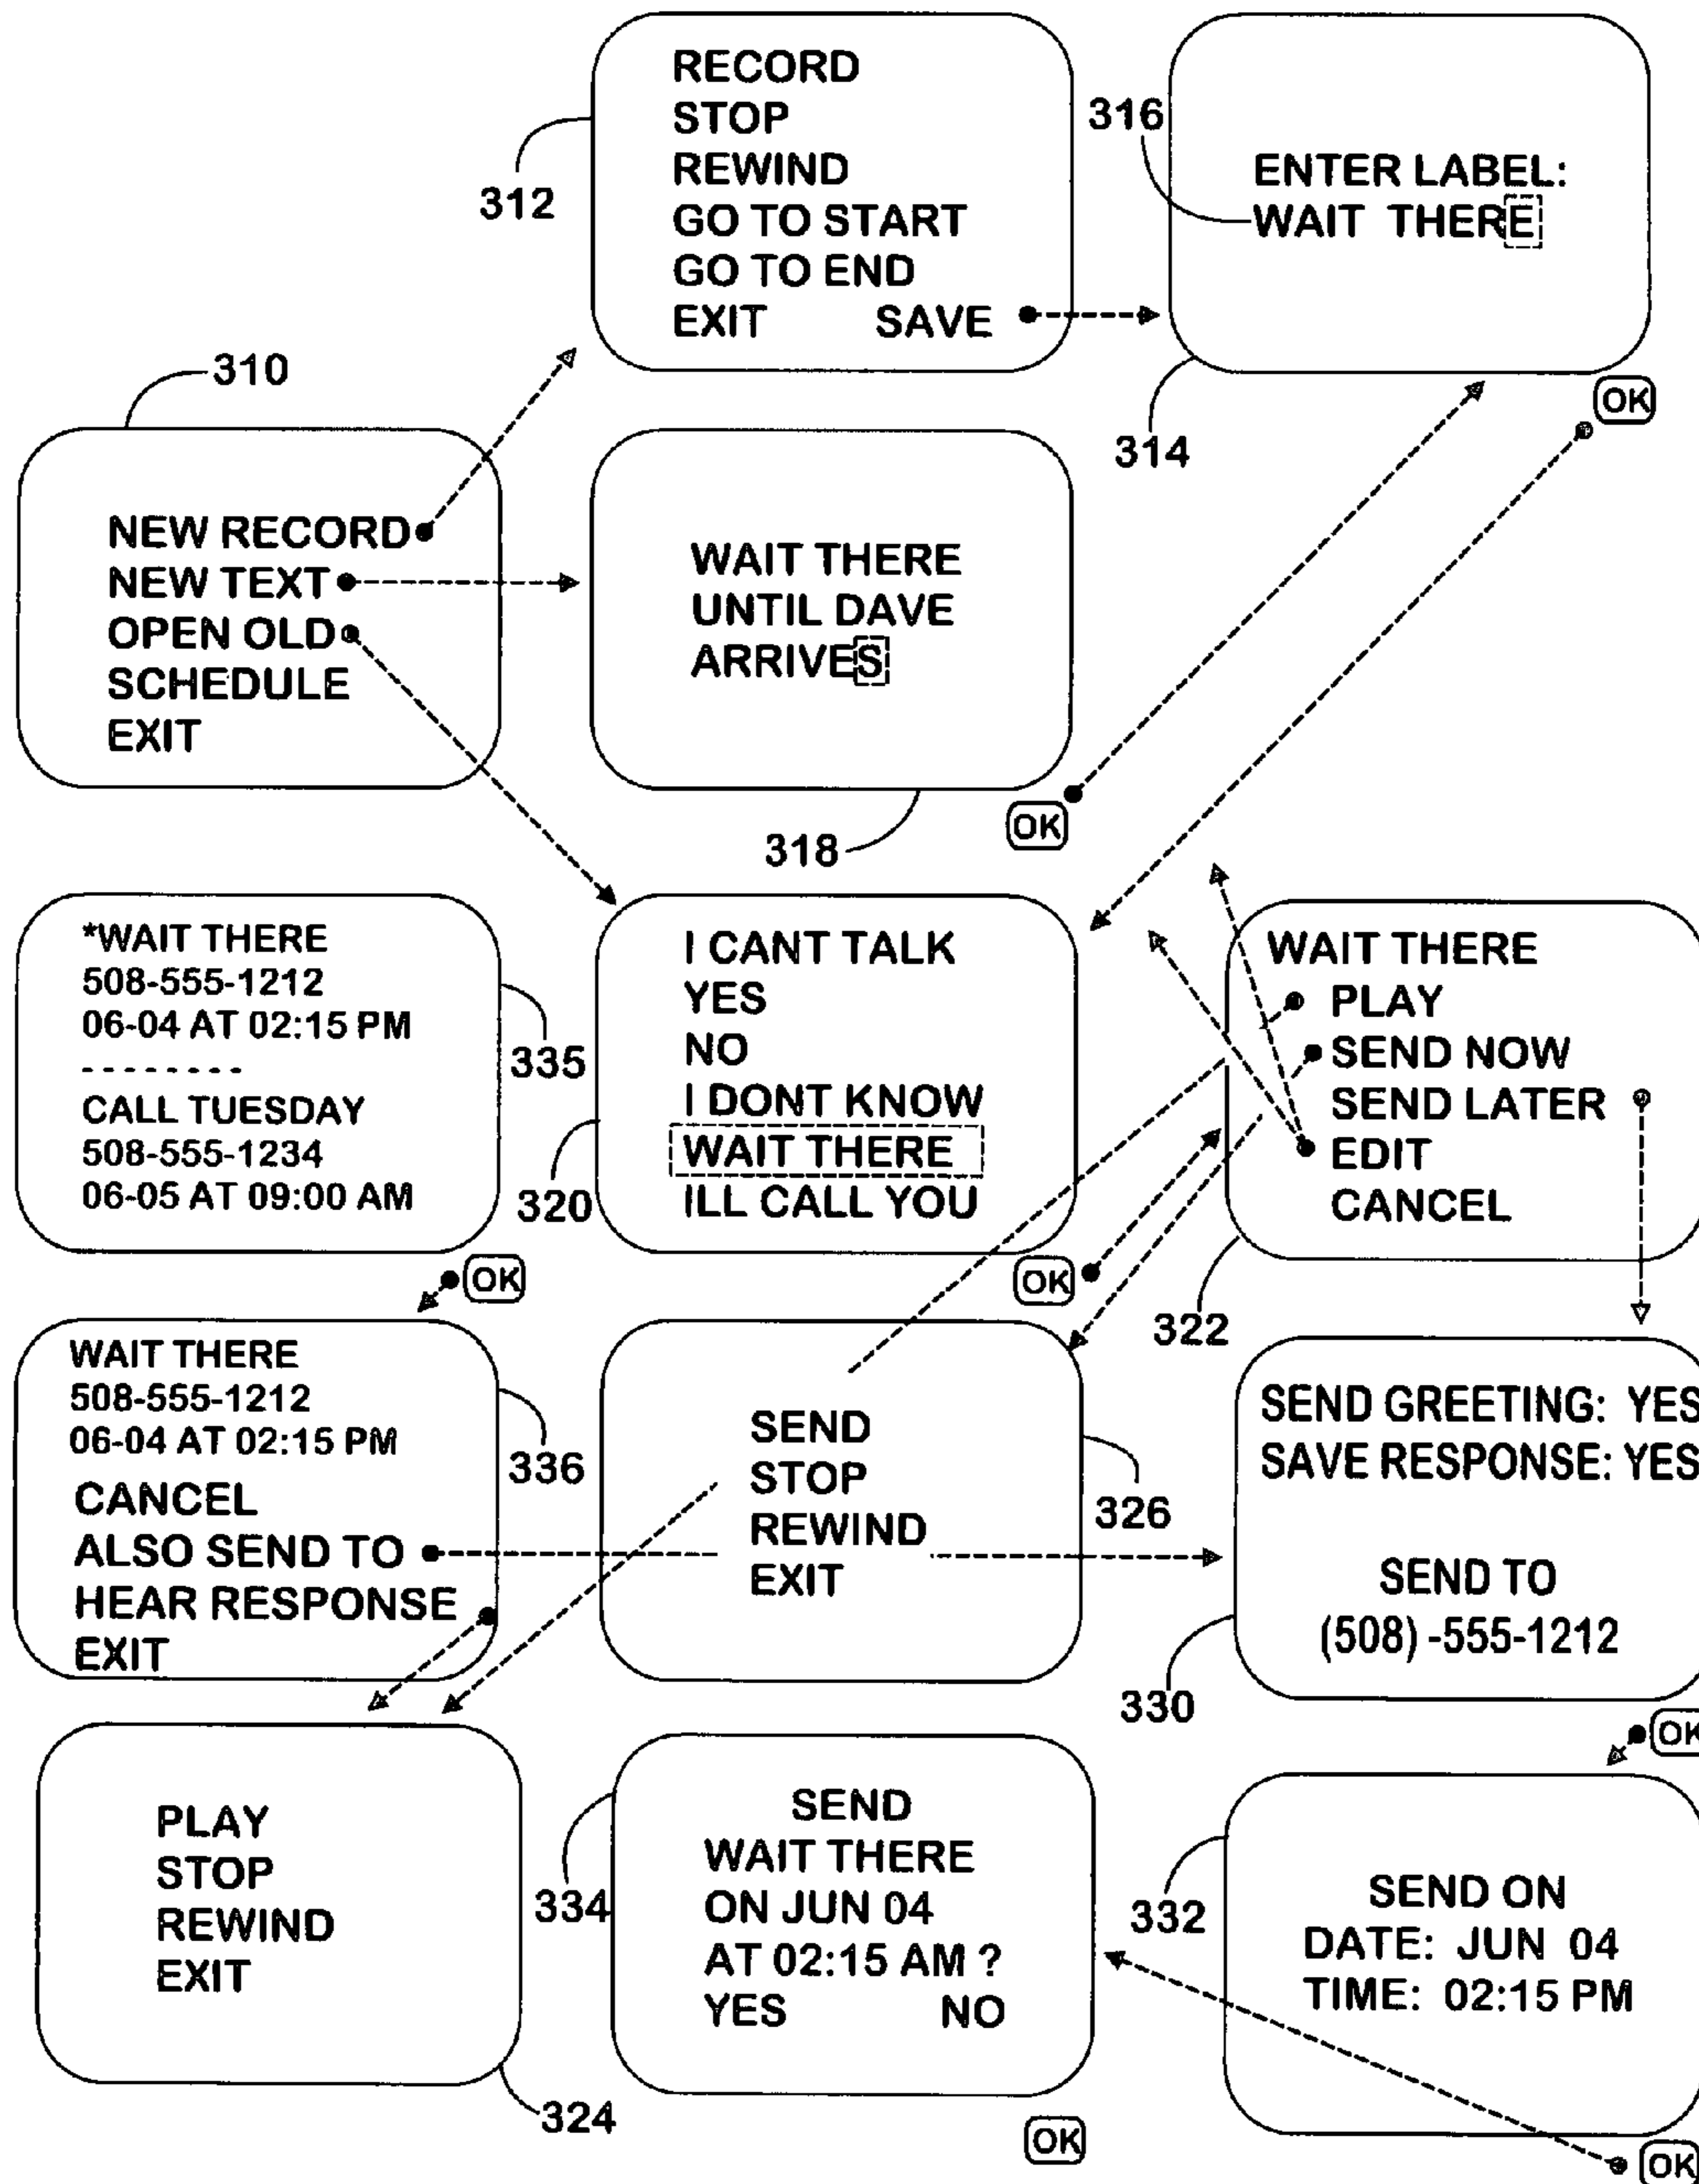 RECORD
STOP
REWIND
GO TO START
GO TO END
EXIT SAVE
312
316
ENTER LABEL:
WAIT THERE
314
OK
310
NEW RECORD
NEW TEXT
OPEN OLD
SCHEDULE
EXIT
WAIT THERE
UNTIL DAVE
ARRIVES
318
OK
*WAIT THERE
508-555-1212
06-04 AT 02:15 PM
--------
CALL TUESDAY
508-555-1234
06-05 AT 09:00 AM
335
OK
I CANT TALK
YES
NO
I DONT KNOW
WAIT THERE
ILL CALL YOU
320
OK
WAIT THERE
PLAY
SEND NOW
SEND LATER
EDIT
CANCEL
322
WAIT THERE
508-555-1212
06-04 AT 02:15 PM
CANCEL
ALSO SEND TO
HEAR RESPONSE
EXIT
336
SEND
STOP
REWIND
EXIT
326
SEND GREETING: YES
SAVE RESPONSE: YES
SEND TO
(508) -555-1212
330
OK
PLAY
STOP
REWIND
EXIT
324
SEND
WAIT THERE
ON JUN 04
AT 02:15 AM ?
YES NO
334
OK
SEND ON
DATE: JUN 04
TIME: 02:15 PM
332
OK